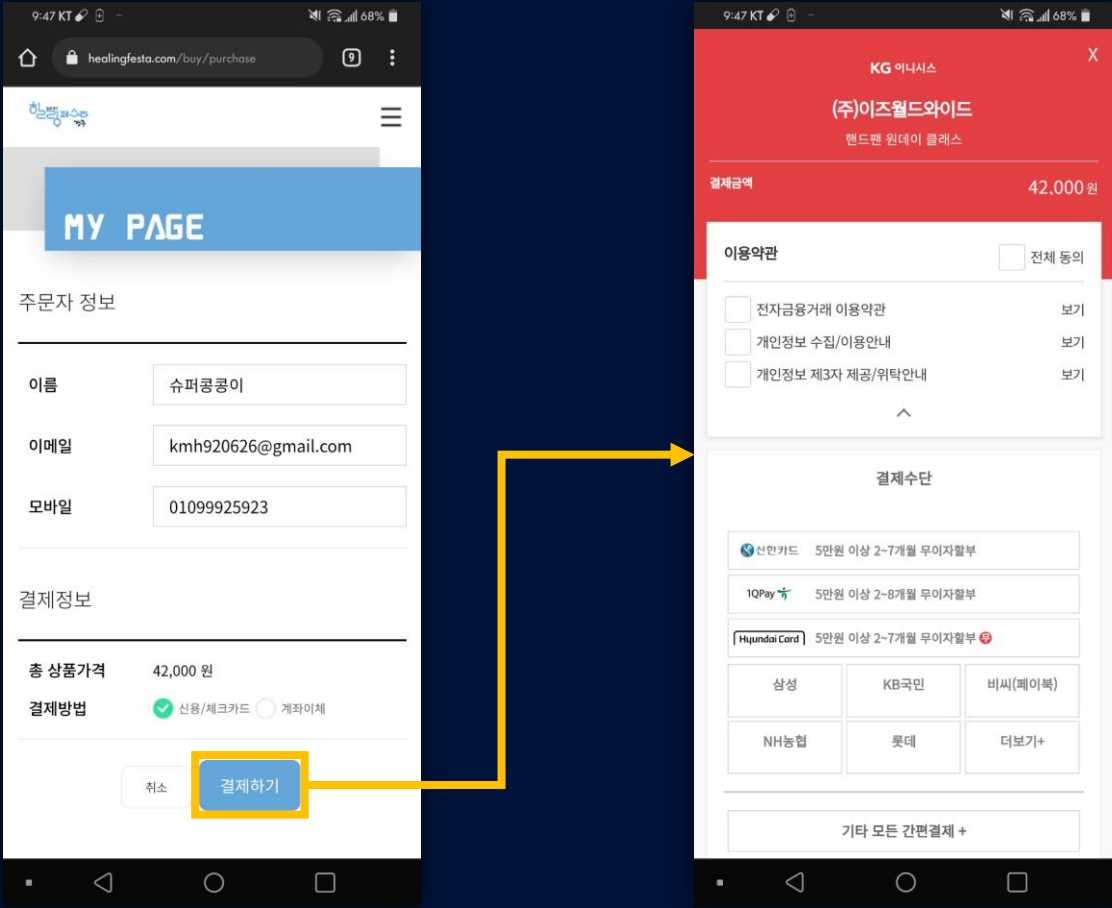 9:47 KT
68%
healingfesta.com/buy/purchase
9
힐링페스타
경주
MY PAGE
주문자 정보
이름
슈퍼콩콩이
이메일
kmh920626@gmail.com
모바일
01099925923
결제정보
총 상품가격
42,000 원
결제방법
신용/체크카드
계좌이체
취소
결제하기
9:47 KT
68%
X
KG 이니시스
(주)이즈월드와이드
핸드팬 원데이 클래스
결제금액
42,000원
이용약관
전체 동의
전자금융거래 이용약관
보기
개인정보 수집/이용안내
보기
개인정보 제3자 제공/위탁안내
보기
결제수단
신한카드 5만원 이상 2~7개월 무이자할부
1QPay 5만원 이상 2~8개월 무이자할부
Hyundai Card 5만원 이상 2~7개월 무이자할부
삼성
KB국민
비씨(페이북)
NH농협
롯데
더보기+
기타 모든 간편결제 +